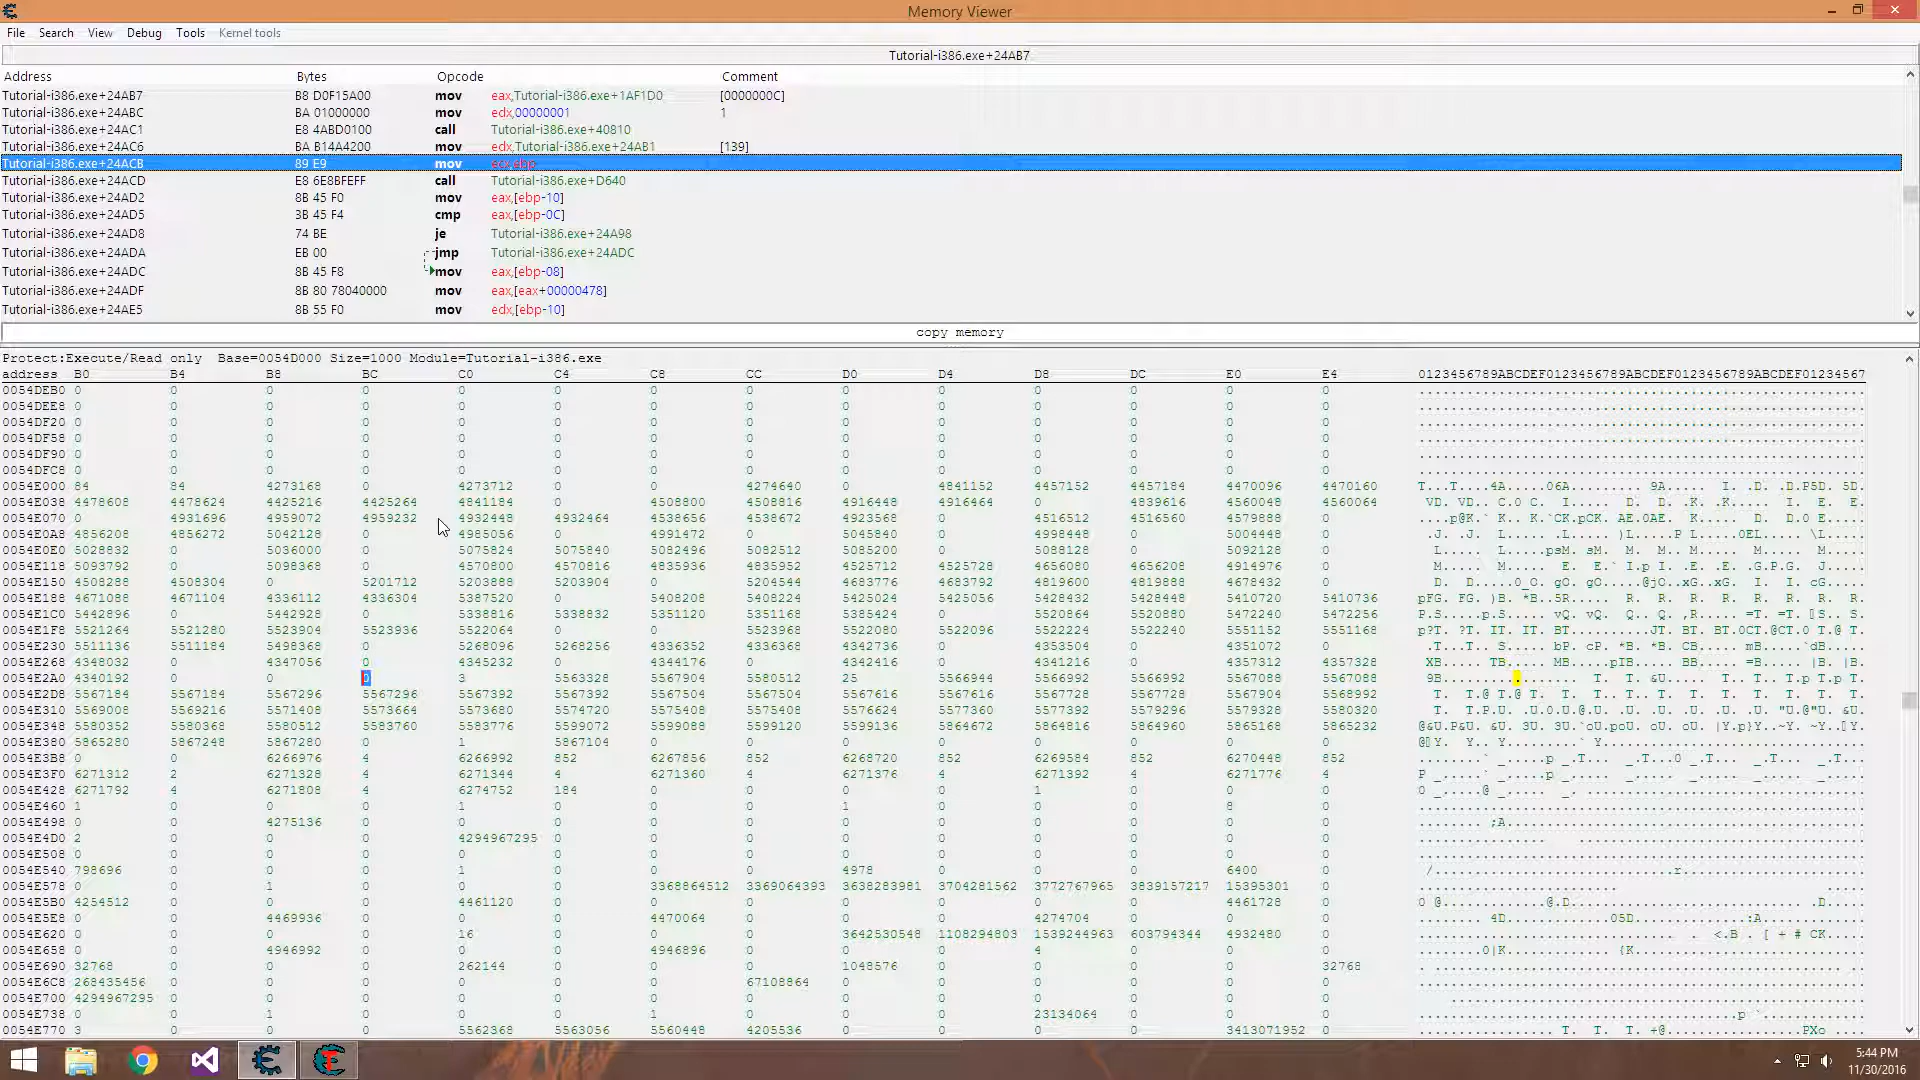 Memory Viewer
File Search View Debug Tools Kernel tools
Tutorial-i386.exe+24AB7
Address Bytes Opcode Comment
Tutorial-i386.exe+24AB7 B8 D0F15A00 mov eax,Tutorial-i386.exe+1AF1D0 [0000000C]
Tutorial-i386.exe+24ABC BA 01000000 mov edx,00000001 1
Tutorial-i386.exe+24AC1 E8 4ABD0100 call Tutorial-i386.exe+40810
Tutorial-i386.exe+24AC6 BA B14A4200 mov edx,Tutorial-i386.exe+24AB1 [139]
Tutorial-i386.exe+24ACB 89 E9 mov ecx,ebp
Tutorial-i386.exe+24ACD E8 6E8BFEFF call Tutorial-i386.exe+D640
Tutorial-i386.exe+24AD2 8B 45 F0 mov eax,[ebp-10]
Tutorial-i386.exe+24AD5 3B 45 F4 cmp eax,[ebp-0C]
Tutorial-i386.exe+24AD8 74 BE je Tutorial-i386.exe+24A98
Tutorial-i386.exe+24ADA EB 00 jmp Tutorial-i386.exe+24ADC
Tutorial-i386.exe+24ADC 8B 45 F8 mov eax,[ebp-08]
Tutorial-i386.exe+24ADF 8B 80 78040000 mov eax,[eax+00000478]
Tutorial-i386.exe+24AE5 8B 55 F0 mov edx,[ebp-10]
copy memory
Protect:Execute/Read only Base=0054D000 Size=1000 Module=Tutorial-i386.exe
address B0 B4 B8 BC C0 C4 C8 CC D0 D4 D8 DC E0 E4 0123456789ABCDEF0123456789ABCDEF0123456789ABCDEF01234567
0054DEB0 0 0 0 0 0 0 0 0 0 0 0 0 0 0
0054DEE8 0 0 0 0 0 0 0 0 0 0 0 0 0 0
0054DF20 0 0 0 0 0 0 0 0 0 0 0 0 0 0
0054DF58 0 0 0 0 0 0 0 0 0 0 0 0 0 0
0054DF90 0 0 0 0 0 0 0 0 0 0 0 0 0 0
0054DFC8 0 0 0 0 0 0 0 0 0 0 0 0 0 0
0054E000 84 84 4273168 0 4273712 0 0 4274640 0 4841152 4457152 4457184 4470096 4470160
0054E038 4478608 4478624 4425216 4425264 4841184 0 4508800 4508816 4916448 4916464 0 4839616 4560048 4560064
0054E070 0 4931696 4959072 4959232 4932448 4932464 4538656 4538672 4923568 0 4516512 4516560 4579888 0
0054E0A8 4856208 4856272 5042128 0 4985056 0 4991472 0 5045840 0 4998448 0 5004448 0
0054E0E0 5028832 0 5036000 0 5075824 5075840 5082496 5082512 5085200 0 5088128 0 5092128 0
0054E118 5093792 0 5098368 0 4570800 4570816 4835936 4835952 4525712 4525728 4656080 4656208 4914976 0
0054E150 4508288 4508304 0 5201712 5203888 5203904 0 5204544 4683776 4683792 4819600 4819888 4678432 0
0054E188 4671088 4671104 4336112 4336304 5387520 0 5408208 5408224 5425024 5425056 5428432 5428448 5410720 5410736
0054E1C0 5442896 0 5442928 0 5338816 5338832 5351120 5351168 5385424 0 5520864 5520880 5472240 5472256
0054E1F8 5521264 5521280 5523904 5523936 5522064 0 0 5523968 5522080 5522096 5522224 5522240 5551152 5551168
0054E230 5511136 5511184 5498368 0 5268096 5268256 4336352 4336368 4342736 0 4353504 0 4351072 0
0054E268 4348032 0 4347056 0 4345232 0 4344176 0 4342416 0 4341216 0 4357312 4357328
0054E2A0 4340192 0 0 0 3 5563328 5567904 5580512 25 5566944 5566992 5566992 5567088 5567088
0054E2D8 5567184 5567184 5567296 5567296 5567392 5567392 5567504 5567504 5567616 5567616 5567728 5567728 5567904 5568992
0054E310 5569008 5569216 5571408 5573664 5573680 5574720 5575408 5575424 5576624 5577360 5577392 5579296 5579328 5580320
0054E348 5580352 5580368 5580512 5583760 5583776 5599072 5599088 5599120 5599136 5864672 5864816 5864960 5865168 5865232
0054E380 5865280 5867248 5867280 0 1 5867104 0 0 0 0 0 0 0 0
0054E3B8 0 0 6266976 4 6266992 852 6267856 852 6268720 852 6269584 852 6270448 852
0054E3F0 6271312 2 6271328 4 6271344 4 6271360 4 6271376 4 6271392 4 6271776 4
0054E428 6271792 4 6271808 4 6274752 184 0 0 0 0 1 0 0 0
0054E460 1 0 0 0 1 0 0 0 1 0 0 0 8 0
0054E498 0 0 4275136 0 0 0 0 0 0 0 0 0 0 0
0054E4D0 2 0 0 0 4294967295 0 0 0 0 0 0 0 0 0
0054E508 0 0 0 0 0 0 0 0 0 0 0 0 0 0
0054E540 798696 0 0 0 1 0 0 0 4978 0 0 0 6400 0
0054E578 0 0 1 0 0 0 3368864512 3369064393 3638283981 3704281562 3772767965 3839157217 15395301 0
0054E5B0 4254512 0 0 0 4461120 0 0 0 0 0 0 0 4461728 0
0054E5E8 0 0 4469936 0 0 0 4470064 0 0 0 4274704 0 0 0
0054E620 0 0 0 0 16 0 0 0 3642530548 1108294803 1539244963 603794344 4932480 0
0054E658 0 0 4946992 0 0 0 4946896 0 0 0 4 0 0 0
0054E690 32768 0 0 0 262144 0 0 0 1048576 0 0 0 0 32768
0054E6C8 268435456 0 0 0 0 0 0 67108864 0 0 0 0 0 0
0054E700 4294967295 0 0 0 0 0 0 0 0 0 0 0 0 0
0054E738 0 0 1 0 0 0 1 0 0 0 23134064 0 0 0
0054E770 3 0 0 0 5562368 5563056 5560448 4205536 0 0 0 0 3413071952 0
5:44 PM
11/30/2016